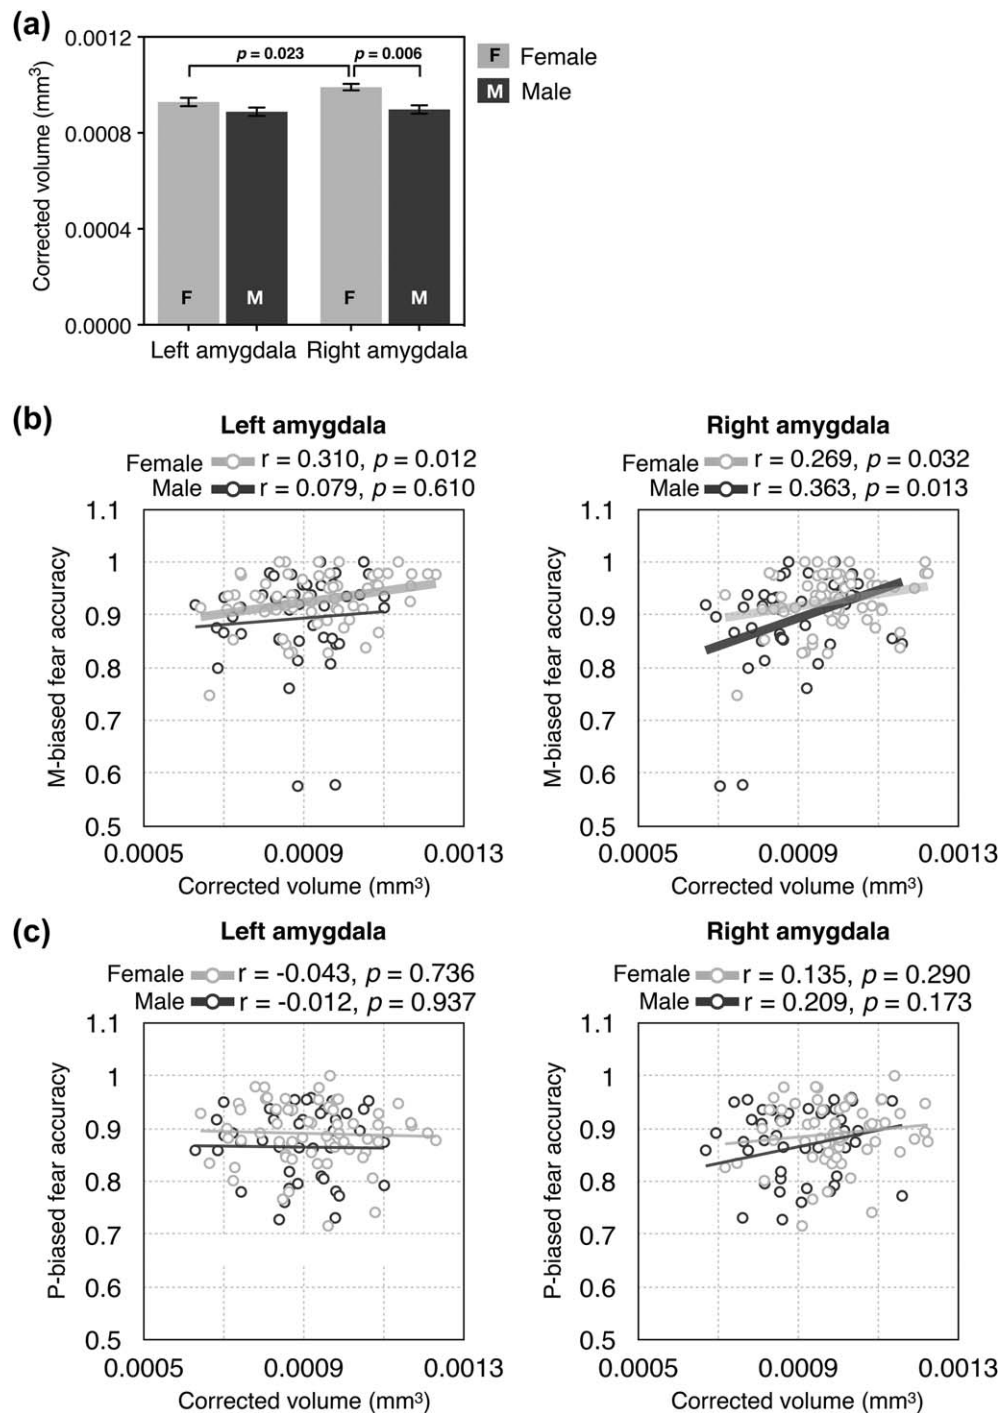 (a)
0.0012
0.0008
0.0004
0.0000
Corrected volume (mm³)
p = 0.023
p = 0.006
F Female
M Male
F M F M
Left amygdala Right amygdala
(b)
Left amygdala
Female r = 0.310, p = 0.012
Male r = 0.079, p = 0.610
1.1
1
0.9
0.8
0.7
0.6
0.5
M-biased fear accuracy
0.0005 0.0009 0.0013
Corrected volume (mm³)
Right amygdala
Female r = 0.269, p = 0.032
Male r = 0.363, p = 0.013
1.1
1
0.9
0.8
0.7
0.6
0.5
M-biased fear accuracy
0.0005 0.0009 0.0013
Corrected volume (mm³)
(c)
Left amygdala
Female r = -0.043, p = 0.736
Male r = -0.012, p = 0.937
1.1
1
0.9
0.8
0.7
0.6
0.5
P-biased fear accuracy
0.0005 0.0009 0.0013
Corrected volume (mm³)
Right amygdala
Female r = 0.135, p = 0.290
Male r = 0.209, p = 0.173
1.1
1
0.9
0.8
0.7
0.6
0.5
P-biased fear accuracy
0.0005 0.0009 0.0013
Corrected volume (mm³)